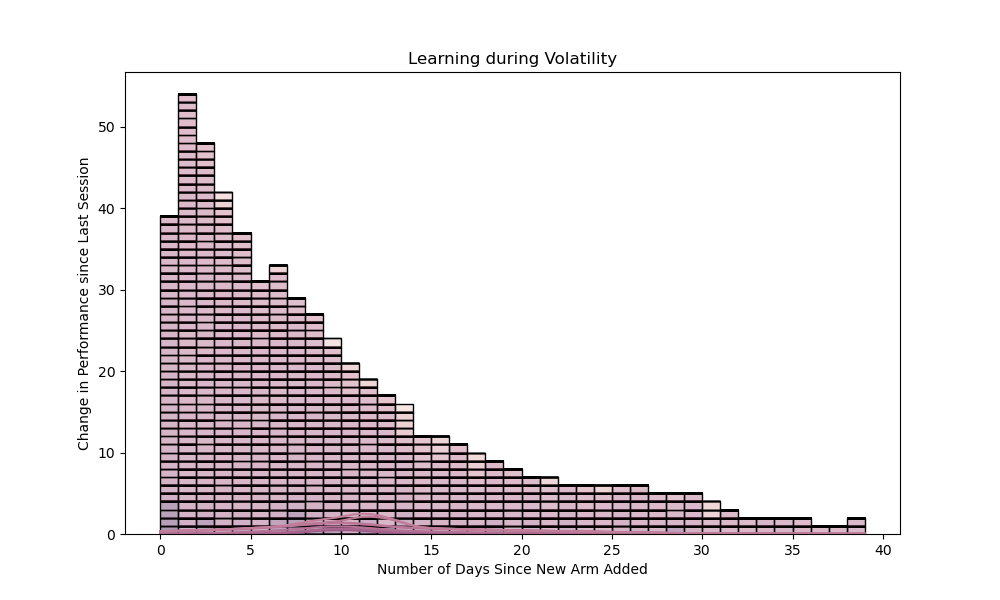 Learning during Volatility
Change in Performance since Last Session
50
40
30
20
10
0
0 5 10 15 20 25 30 35 40
Number of Days Since New Arm Added